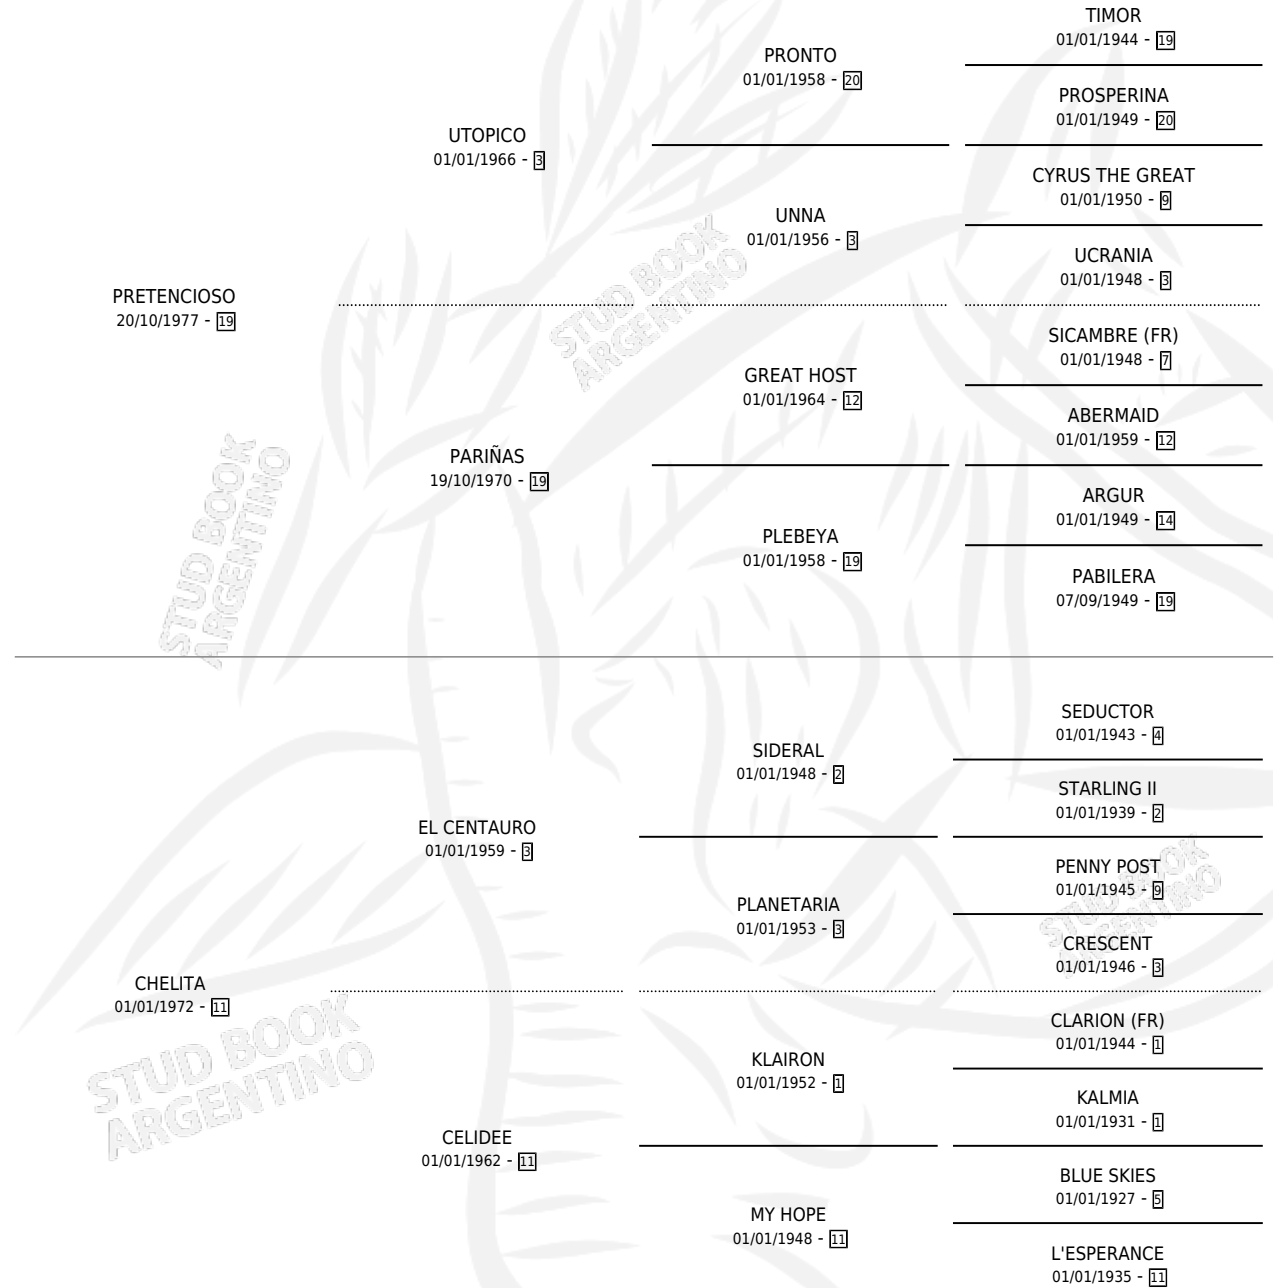 TIMOR
01/01/1944 - 19
PRONTO
01/01/1958 - 20
PROSPERINA
01/01/1949 - 20
UTOPICO
01/01/1966 - 3
CYRUS THE GREAT
01/01/1950 - 9
UNNA
01/01/1956 - 3
UCRANIA
01/01/1948 - 3
PRETENCIOSO
20/10/1977 - 19
SICAMBRE (FR)
01/01/1948 - 7
GREAT HOST
01/01/1964 - 12
ABERMAID
01/01/1959 - 12
PARIÑAS
19/10/1970 - 19
ARGUR
01/01/1949 - 14
PLEBEYA
01/01/1958 - 19
PABILERA
07/09/1949 - 19
STUD BOOK
ARGENTINO
STUD BOOK
ARGENTINO
SEDUCTOR
01/01/1943 - 4
SIDERAL
01/01/1948 - 2
STARLING II
01/01/1939 - 2
EL CENTAURO
01/01/1959 - 3
PENNY POST
01/01/1945 - 9
PLANETARIA
01/01/1953 - 3
CRESCENT
01/01/1946 - 3
CHELITA
01/01/1972 - 11
CLARION (FR)
01/01/1944 - 1
KLAIRON
01/01/1952 - 1
KALMIA
01/01/1931 - 1
CELIDEE
01/01/1962 - 11
BLUE SKIES
01/01/1927 - 5
MY HOPE
01/01/1948 - 11
L'ESPERANCE
01/01/1935 - 11
STUD BOOK
ARGENTINO
STUD BOOK
ARGENTINO